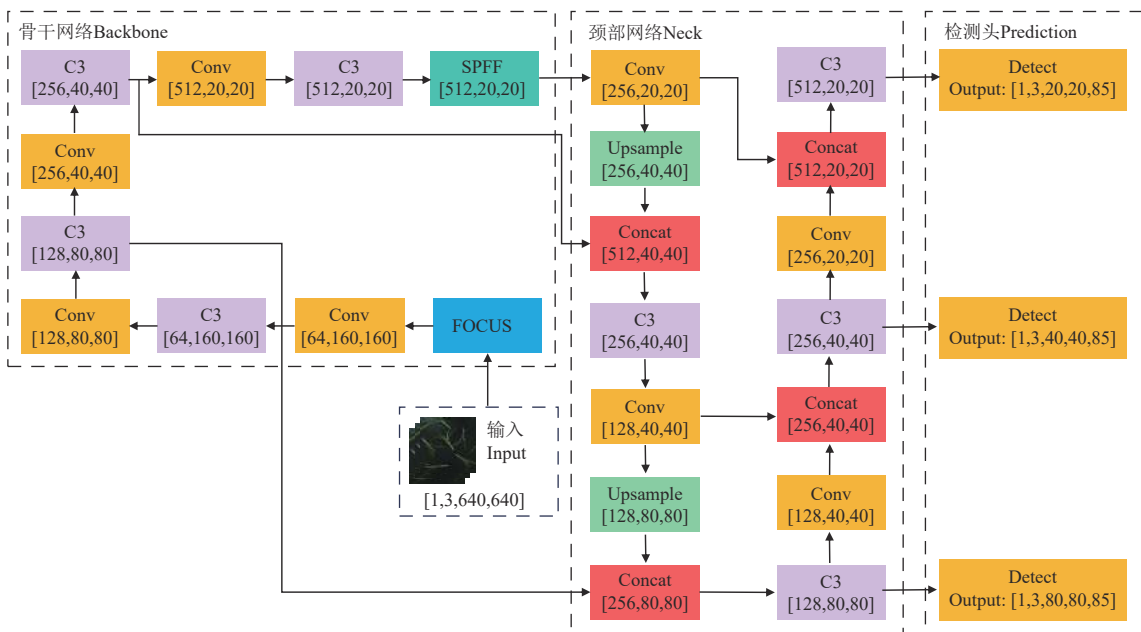 骨干网络Backbone
C3
[256,40,40]
Conv
[512,20,20]
C3
[512,20,20]
SPFF
[512,20,20]
Conv
[256,40,40]
C3
[128,80,80]
Conv
[128,80,80]
C3
[64,160,160]
Conv
[64,160,160]
FOCUS
输入
Input
[1,3,640,640]
颈部网络Neck
Conv
[256,20,20]
Upsample
[256,40,40]
Concat
[512,40,40]
C3
[256,40,40]
Conv
[128,40,40]
Upsample
[128,80,80]
Concat
[256,80,80]
C3
[512,20,20]
Concat
[512,20,20]
Conv
[256,20,20]
C3
[256,40,40]
Concat
[256,40,40]
Conv
[128,40,40]
C3
[128,80,80]
检测头Prediction
Detect
Output: [1,3,20,20,85]
Detect
Output: [1,3,40,40,85]
Detect
Output: [1,3,80,80,85]